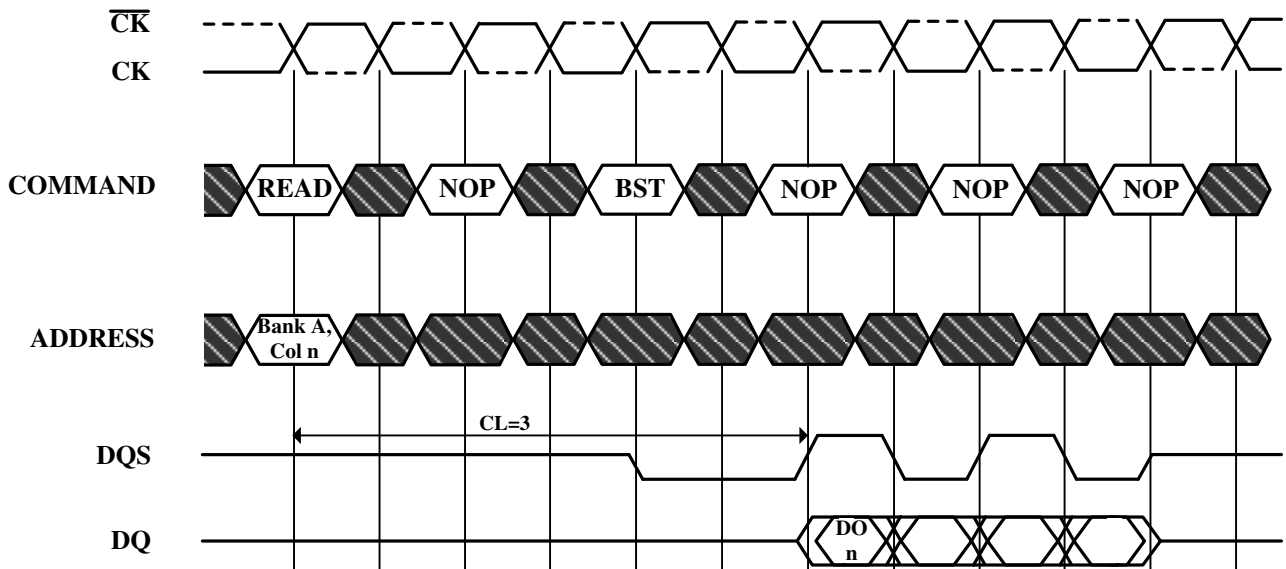 CK
CK
COMMAND
READ NOP BST NOP NOP NOP
ADDRESS
Bank A,
Col n
CL=3
DQS
DQ
DO
n